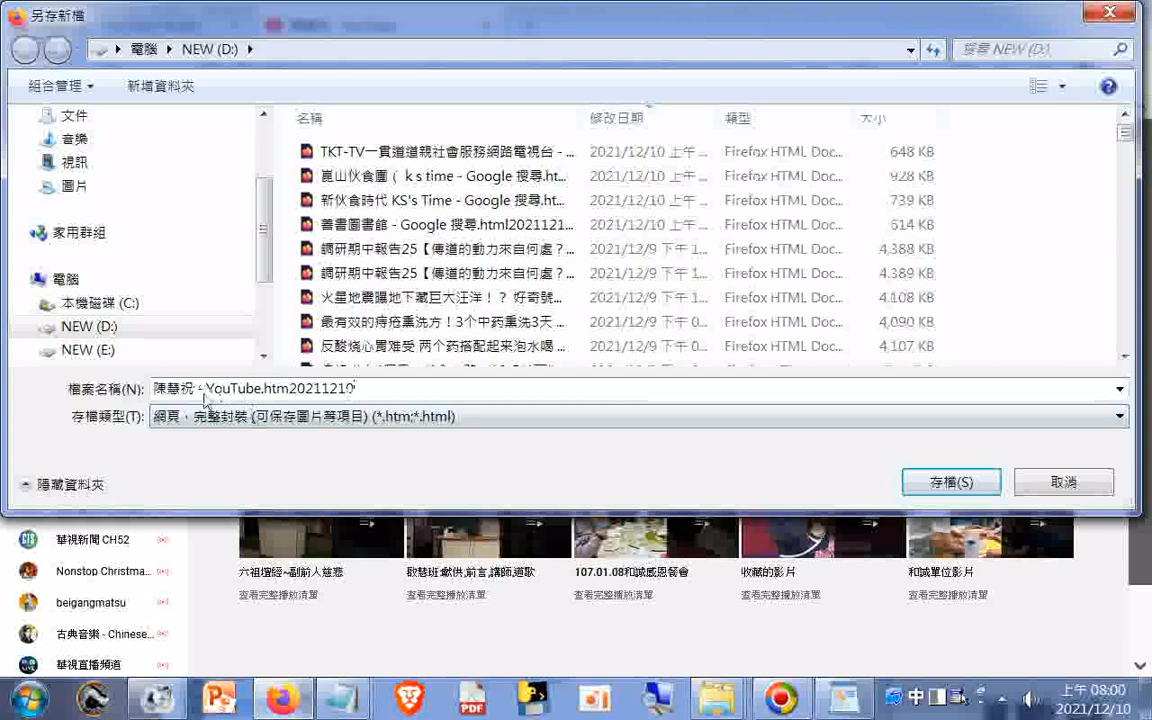 另存新檔
電腦 NEW (D:)
搜尋 NEW (D:)
組合管理 新增資料夾
文件
音樂
視訊
圖片
家用群組
電腦
本機磁碟 (C:)
NEW (D:)
NEW (E:)
名稱 修改日期 類型 大小
TKT-TV一貫道道親社會服務網路電視台 - ... 2021/12/10 上午 ... Firefox HTML Doc... 648 KB
崑山伙食團（ k s time - Google 搜尋.ht... 2021/12/10 上午 ... Firefox HTML Doc... 928 KB
新伙食時代 KS's Time - Google 搜尋.ht... 2021/12/10 上午 ... Firefox HTML Doc... 739 KB
善書圖書館 - Google 搜尋.html2021121... 2021/12/10 上午 ... Firefox HTML Doc... 614 KB
調研期中報告25【傳道的動力來自何處？... 2021/12/9 下午 1... Firefox HTML Doc... 4,388 KB
調研期中報告25【傳道的動力來自何處？... 2021/12/9 下午 1... Firefox HTML Doc... 4,389 KB
火星地震曝地下藏巨大汪洋！？ 好奇號... 2021/12/9 下午 1... Firefox HTML Doc... 4,108 KB
最有效的痔疮熏洗方！3个中药熏洗3天 ... 2021/12/9 下午 0... Firefox HTML Doc... 4,090 KB
反酸烧心胃难受 两个药搭配起来泡水喝 ... 2021/12/9 下午 0... Firefox HTML Doc... 4,107 KB
檔案名稱(N): 陳慧祝 - YouTube.htm20211210
存檔類型(T): 網頁，完整封裝 (可保存圖片等項目) (*.htm;*.html)
隱藏資料夾 存檔(S) 取消
華視新聞 CH52
Nonstop Christma...
beigangmatsu
古典音樂 - Chinese...
華視直播頻道
六祖壇經~副前人慈悲 敬慧班:獻供,前言,講師,道歌 107.01.08和誠感恩餐會 收藏的影片 和誠單位影片
查看完整播放清單 查看完整播放清單 查看完整播放清單 查看完整播放清單 查看完整播放清單
PDF
中
上午 08:00
2021/12/10